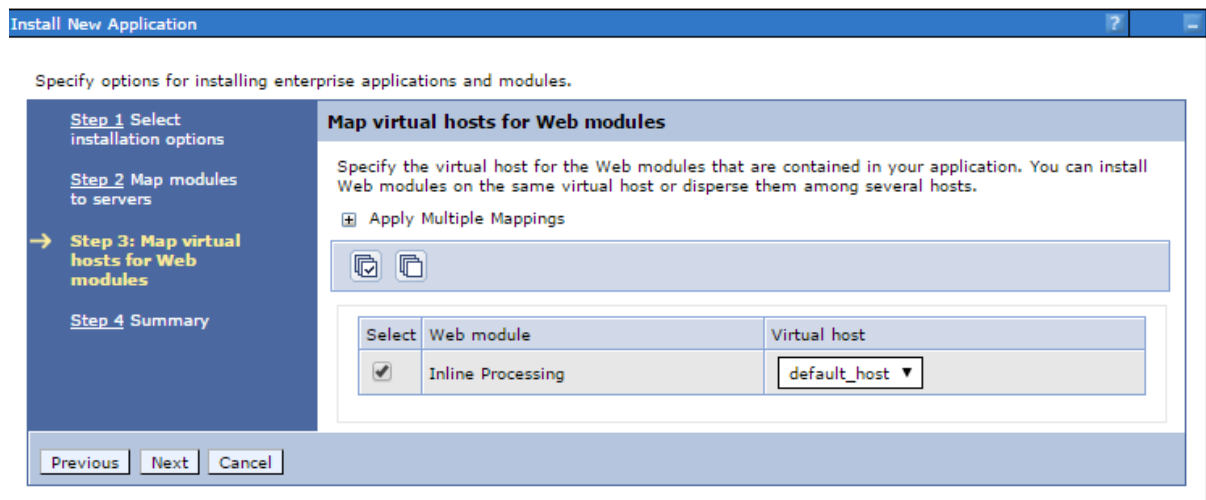 Install New Application
?
Specify options for installing enterprise applications and modules.
Step 1 Select
installation options
Step 2 Map modules
to servers
Step 3: Map virtual
hosts for Web
modules
Step 4 Summary
Map virtual hosts for Web modules
Specify the virtual host for the Web modules that are contained in your application. You can install
Web modules on the same virtual host or disperse them among several hosts.
Apply Multiple Mappings
Select Web module Virtual host
Inline Processing default_host
Previous Next Cancel